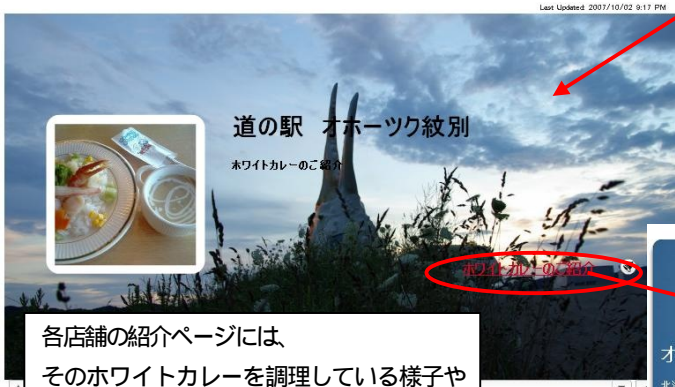 Last Updated: 2007/10/02 9:17 PM
道の駅 オホーツク紋別
ホワイトカレーのご紹介
ホワイトカレーのご紹介
オ
各店舗の紹介ページには、
そのホワイトカレーを調理している様子や